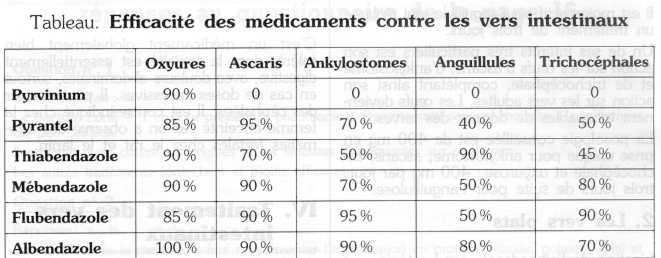 Tableau. Efficacité des médicaments contre les vers intestinaux
Oxyures Ascaris Ankylostomes Anguillules Trichocéphales
Pyrvinium 90 % 0 0 0 0
Pyrantel 85 % 95 % 70 % 40 % 50 %
Thiabendazole 90 % 70 % 50 % 90 % 45 %
Mébendazole 90 % 90 % 70 % 50 % 80 %
Flubendazole 85 % 90 % 95 % 50 % 90 %
Albendazole 100 % 90 % 90 % 80 % 70 %